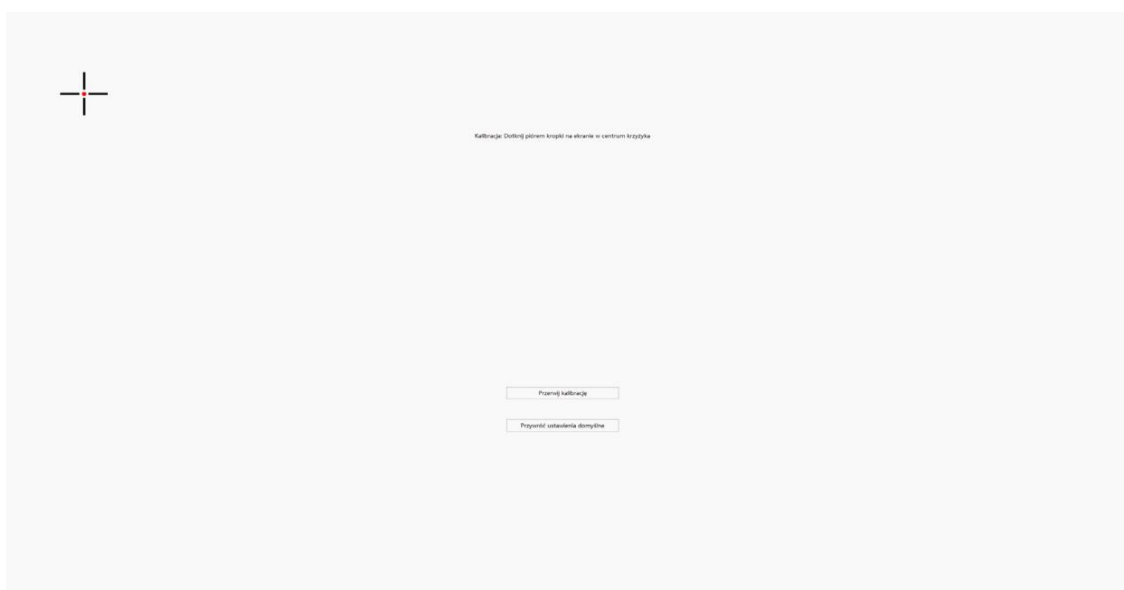 Kalibracja: Dotknij piórem kropki na ekranie w centrum krzyżyka
Przerwij kalibrację
Przywróć ustawienia domyślne